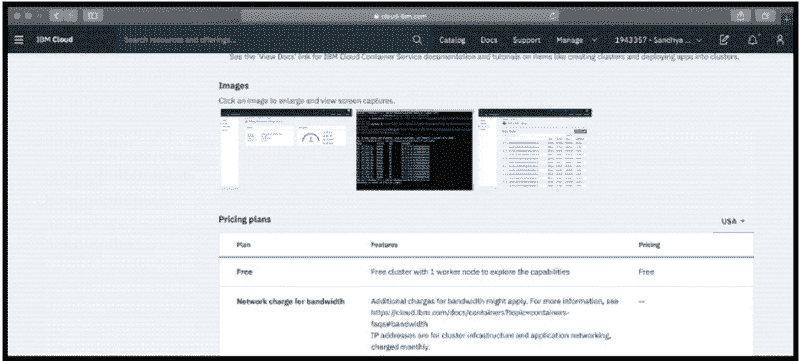 cloud.ibm.com
IBM Cloud Search resources and offerings... Catalog Docs Support Manage 1943357 - Sandhya ...
See the 'View Docs' link for IBM Cloud Container Service documentation and tutorials on items like creating clusters and deploying apps into clusters.
Images
Click an image to enlarge and view screen captures.
Pricing plans
USA
Plan Features Pricing
Free Free cluster with 1 worker node to explore the capabilities Free
Network charge for bandwidth Additional charges for bandwidth might apply. For more information, see —
https://cloud.ibm.com/docs/containers?topic=containers-
faqs#bandwidth
IP addresses are for cluster infrastructure and application networking,
charged monthly.